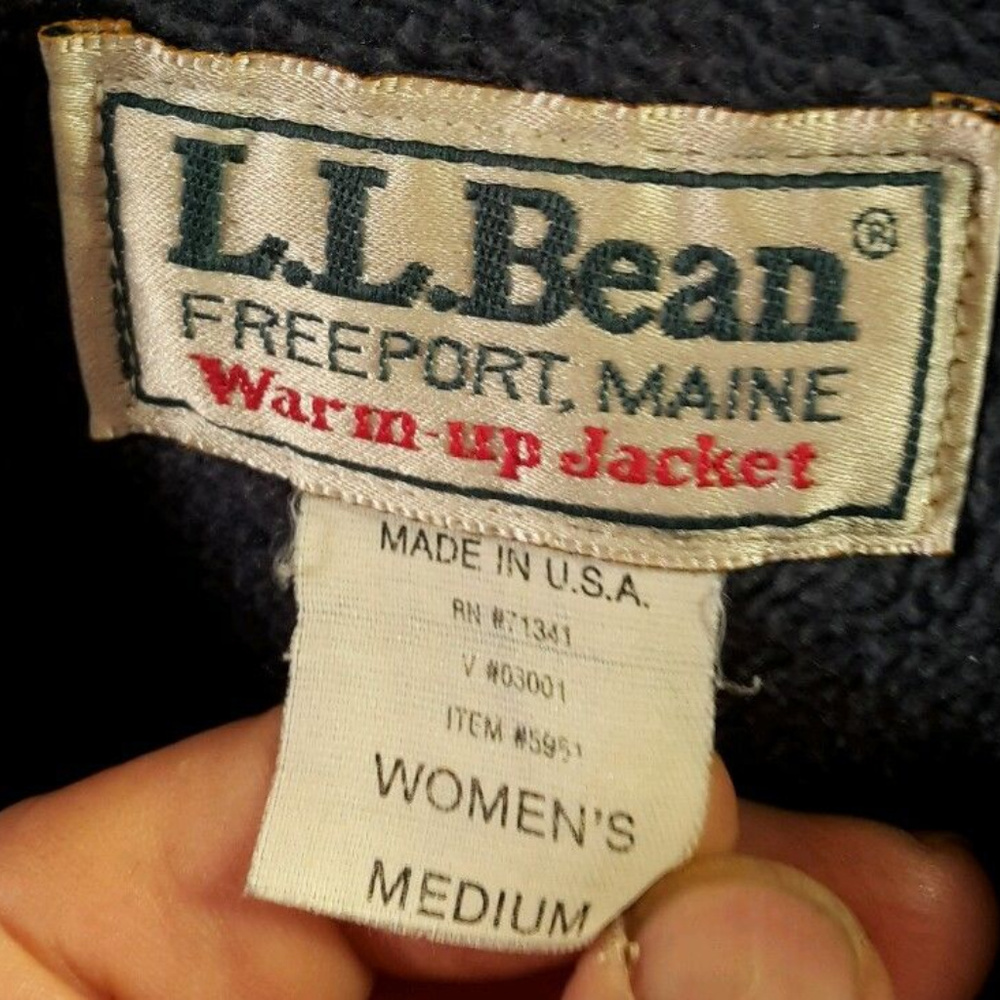 L.L.Bean®
FREEPORT, MAINE
Warm-up Jacket
MADE IN U.S.A.
RN #71341
V #03001
ITEM #5951
WOMEN'S
MEDIUM